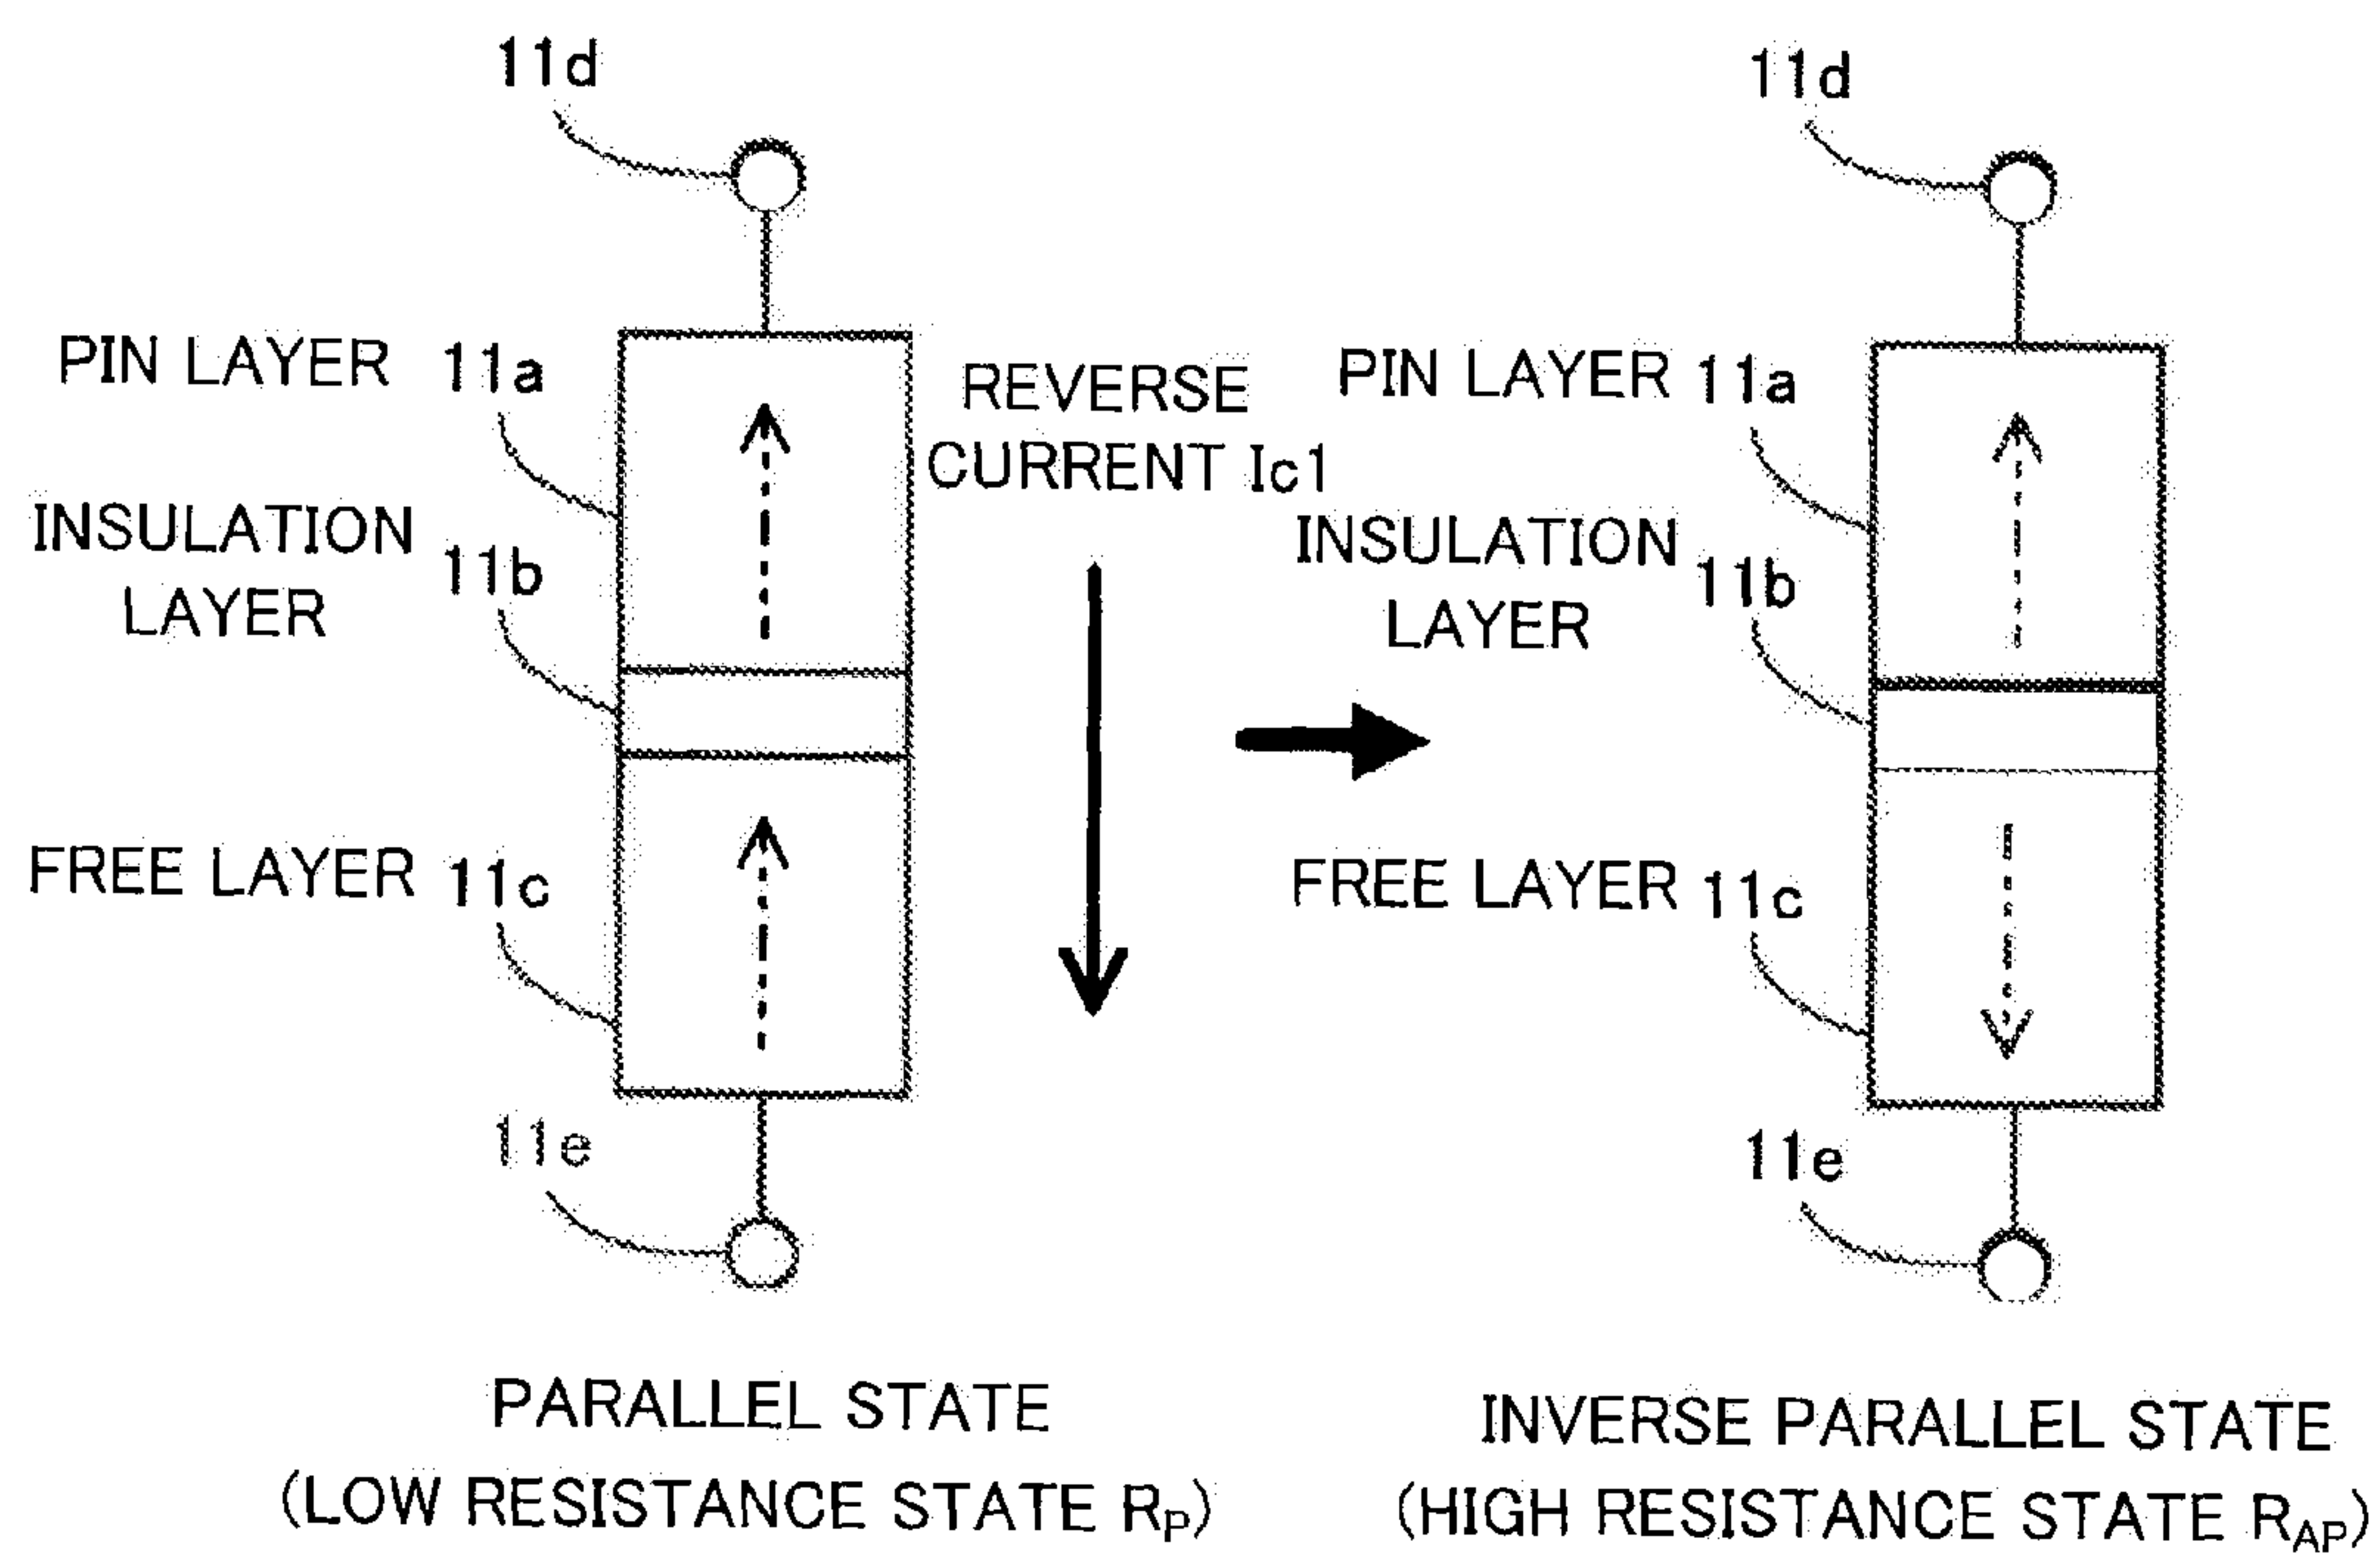 11d
PIN LAYER 11a
INSULATION
LAYER
11b
FREE LAYER 11c
11e
REVERSE
CURRENT Ic1
11d
PIN LAYER 11a
INSULATION
LAYER
11b
FREE LAYER 11c
11e
PARALLEL STATE
(LOW RESISTANCE STATE RP)
INVERSE PARALLEL STATE
(HIGH RESISTANCE STATE RAP)